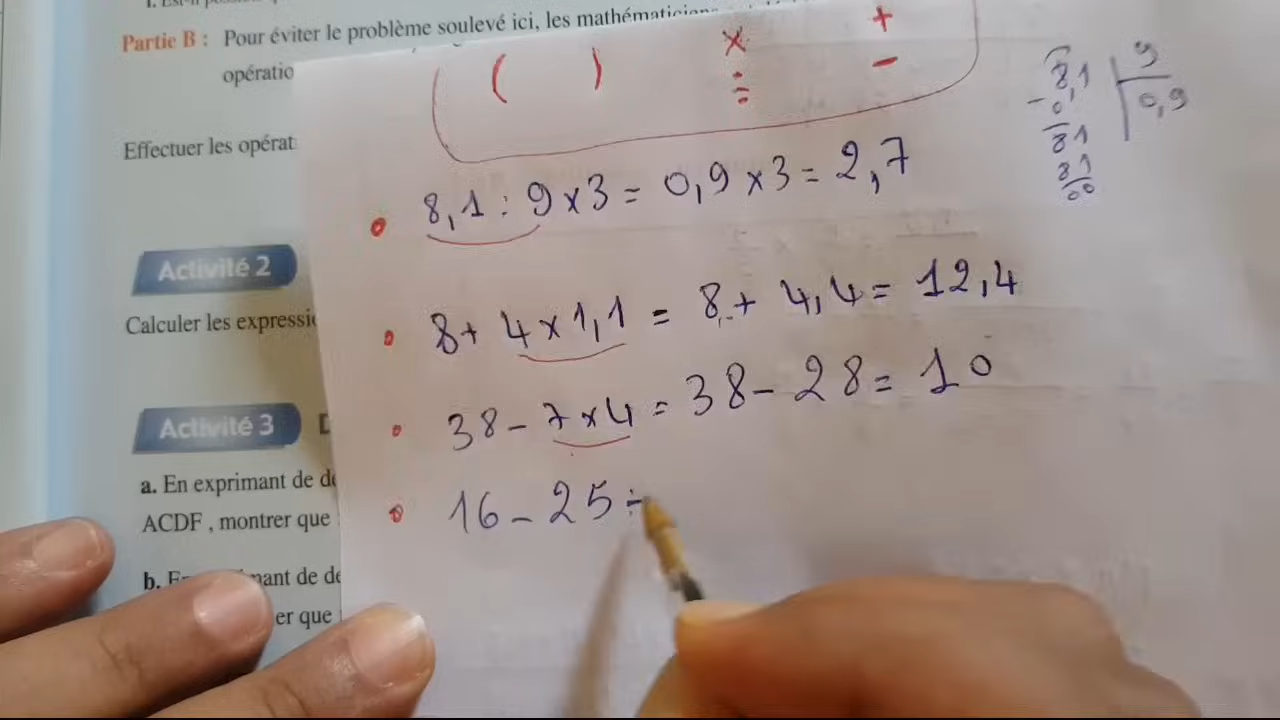 Partie B : Pour éviter le problème soulevé ici, les mathématiciens
opératio
( ) × ÷ + -
Effectuer les opérat
8,1 : 9 × 3 = 0,9 × 3 = 2,7
8,1 9
- 0, 0,9
81
81
00
Activité 2
Calculer les expressi
8 + 4 × 1,1 = 8 + 4,4 = 12,4
38 - 7 × 4 = 38 - 28 = 10
Activité 3
a. En exprimant de de
ACDF , montrer que
16 - 25 ÷
b. mant de de
er que